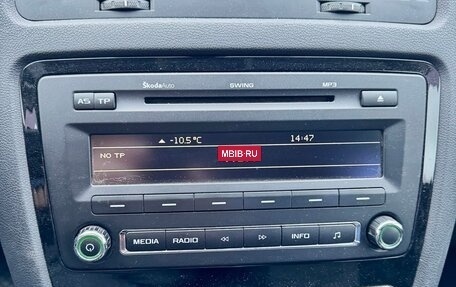 ŠkodaAuto SWING MP3
AS TP
-10.5°C 14:47
NO TP
MBIB.RU
MEDIA RADIO INFO